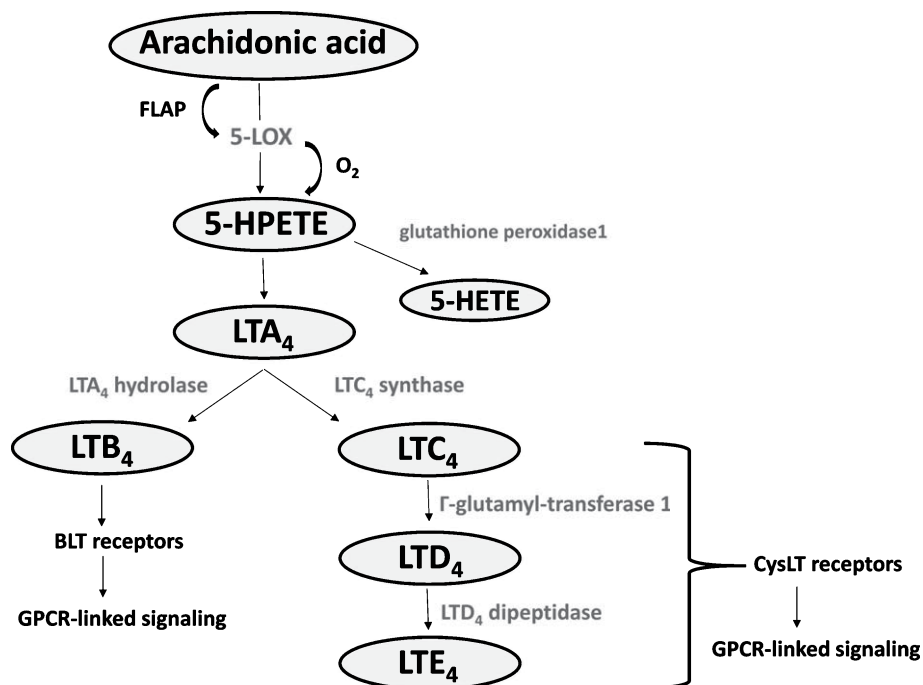 Arachidonic acid
FLAP
5-LOX
O₂
5-HPETE
glutathione peroxidase1
5-HETE
LTA₄
LTA₄ hydrolase
LTC₄ synthase
LTB₄
LTC₄
Γ-glutamyl-transferase 1
BLT receptors
LTD₄
CysLT receptors
GPCR-linked signaling
LTD₄ dipeptidase
GPCR-linked signaling
LTE₄